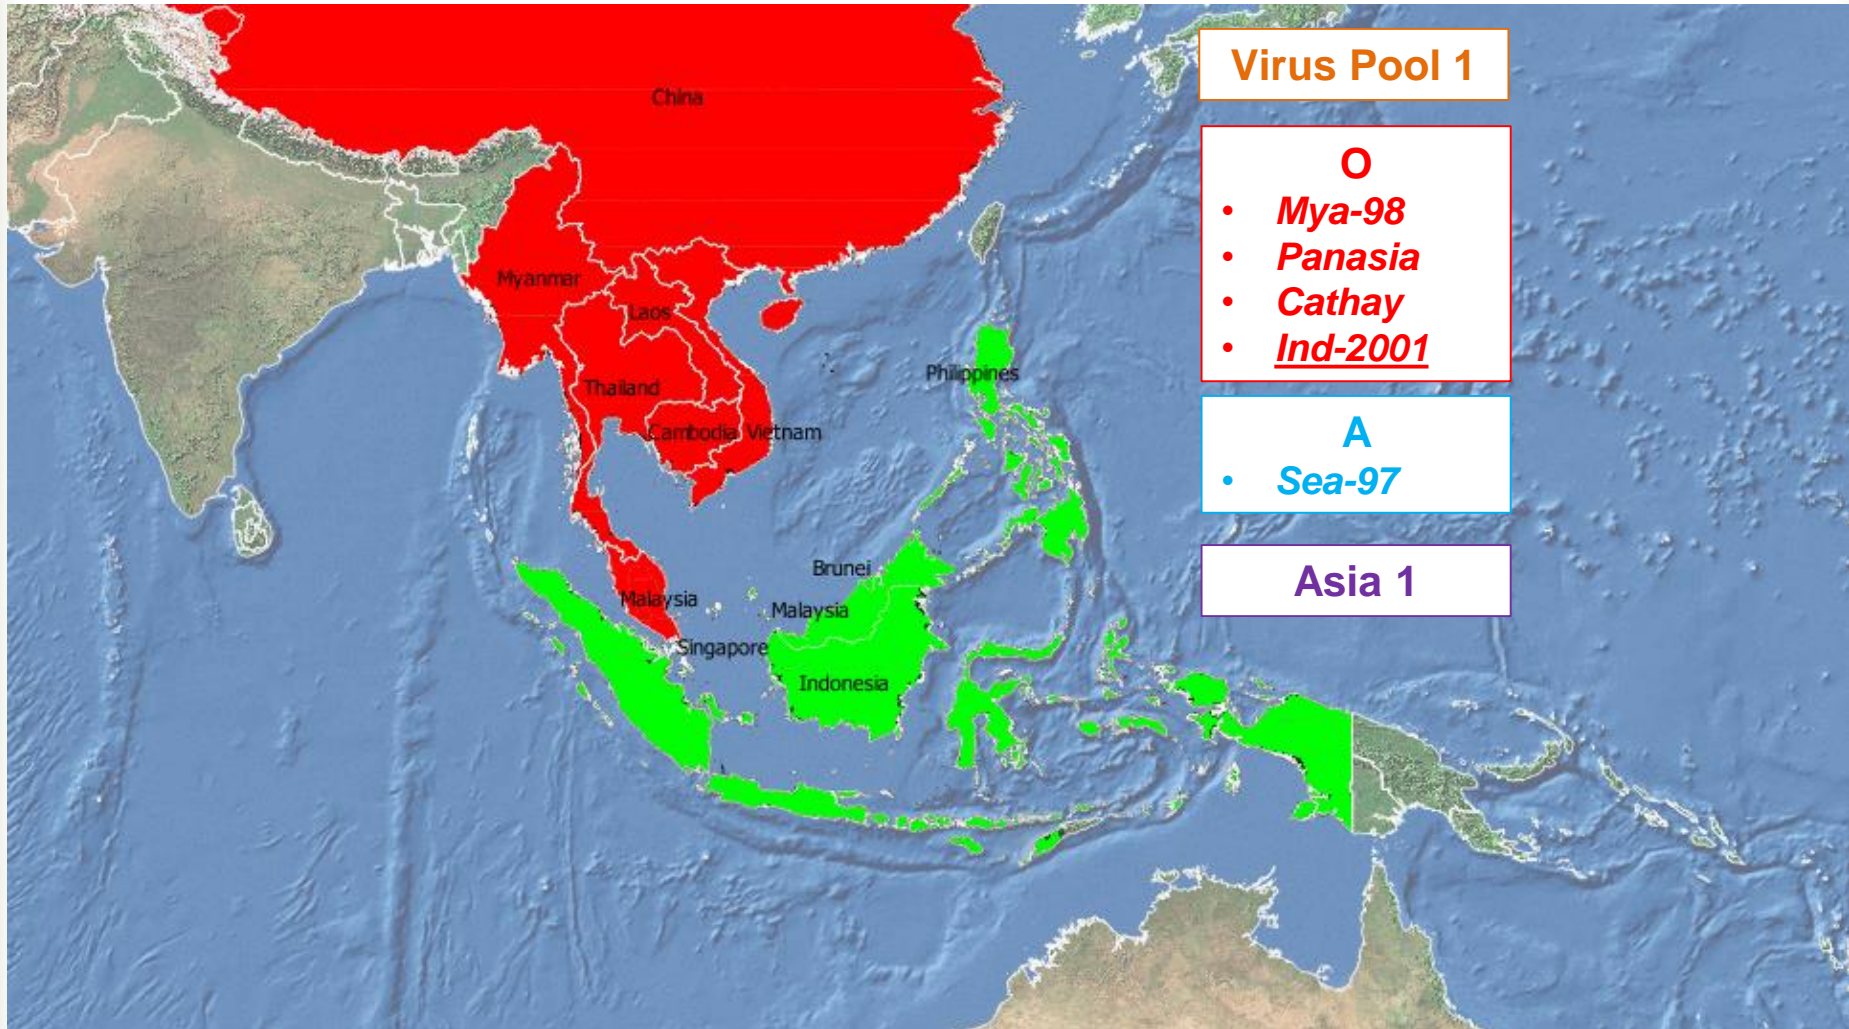 China
Myanmar
Laos
Thailand
Cambodia
Vietnam
Philippines
Brunei
Malaysia
Malaysia
Singapore
Indonesia
Virus Pool 1
O
• Mya-98
• Panasia
• Cathay
• Ind-2001
A
• Sea-97
Asia 1